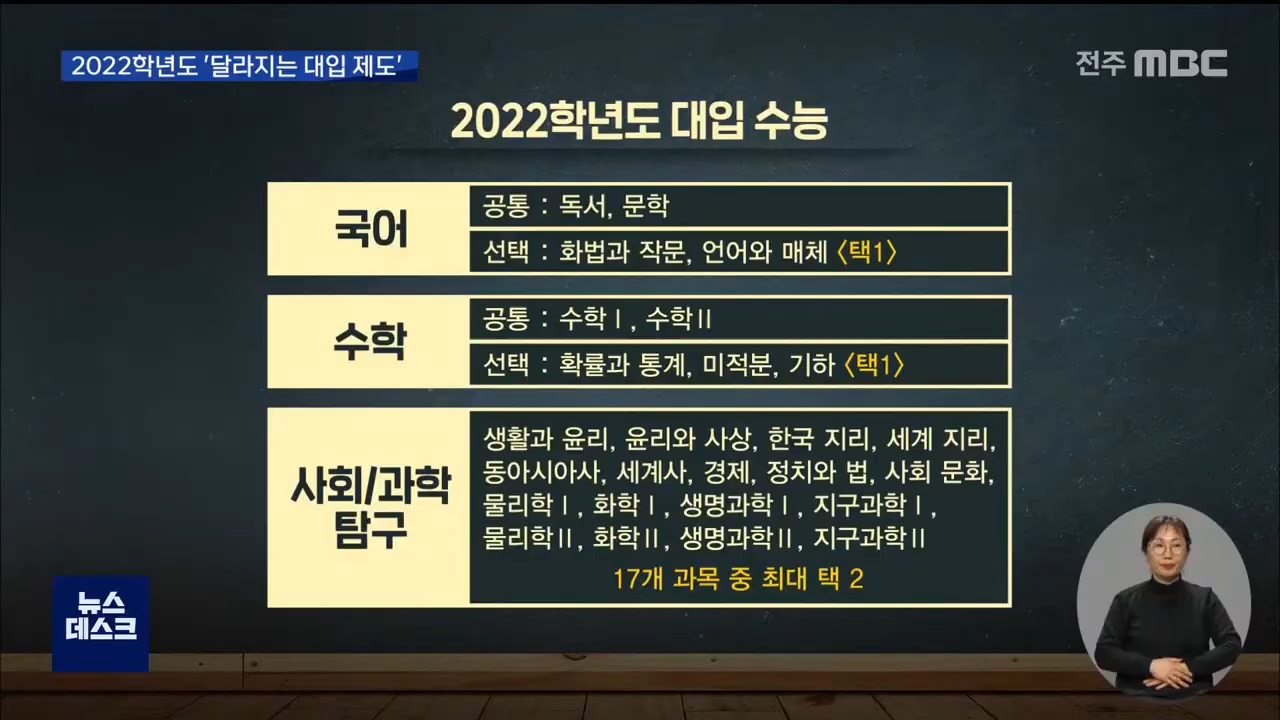 2022학년도 '달라지는 대입 제도'
전주 MBC
2022학년도 대입 수능
국어
공통 : 독서, 문학
선택 : 화법과 작문, 언어와 매체 〈택1〉
수학
공통 : 수학Ⅰ, 수학Ⅱ
선택 : 확률과 통계, 미적분, 기하 〈택1〉
사회/과학
탐구
생활과 윤리, 윤리와 사상, 한국 지리, 세계 지리,
동아시아사, 세계사, 경제, 정치와 법, 사회 문화,
물리학Ⅰ, 화학Ⅰ, 생명과학Ⅰ, 지구과학Ⅰ,
물리학Ⅱ, 화학Ⅱ, 생명과학Ⅱ, 지구과학Ⅱ
17개 과목 중 최대 택 2
뉴스
데스크